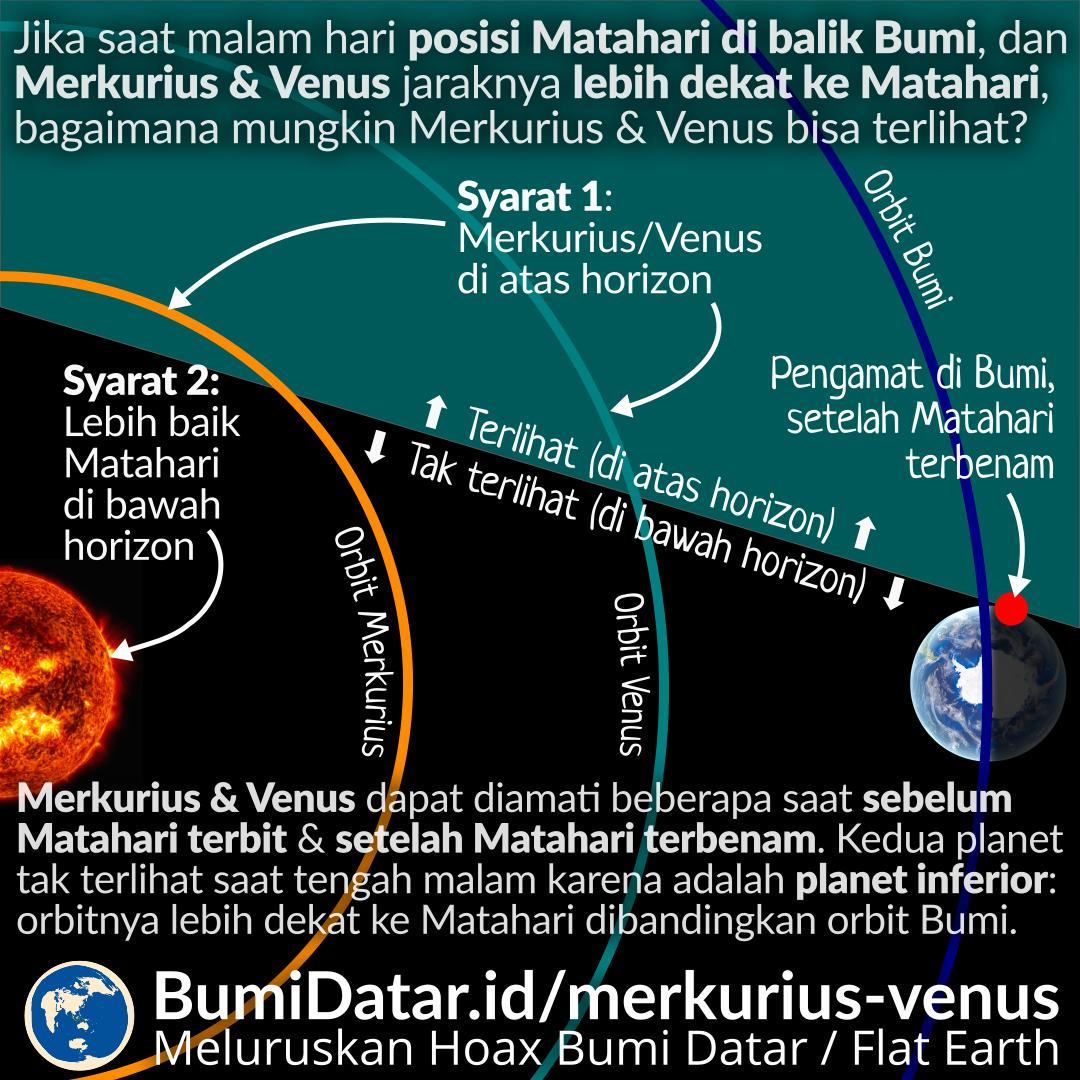 Jika saat malam hari posisi Matahari di balik Bumi, dan
Merkurius & Venus jaraknya lebih dekat ke Matahari,
bagaimana mungkin Merkurius & Venus bisa terlihat?
Syarat 1:
Merkurius/Venus
di atas horizon
Orbit Bumi
Pengamat di Bumi,
setelah Matahari
terbenam
Syarat 2:
Lebih baik
Matahari
di bawah
horizon
Terlihat (di atas horizon)
Tak terlihat (di bawah horizon)
Orbit Merkurius
Orbit Venus
Merkurius & Venus dapat diamati beberapa saat sebelum
Matahari terbit & setelah Matahari terbenam. Kedua planet
tak terlihat saat tengah malam karena adalah planet inferior:
orbitnya lebih dekat ke Matahari dibandingkan orbit Bumi.
BumiDatar.id/merkurius-venus
Meluruskan Hoax Bumi Datar / Flat Earth